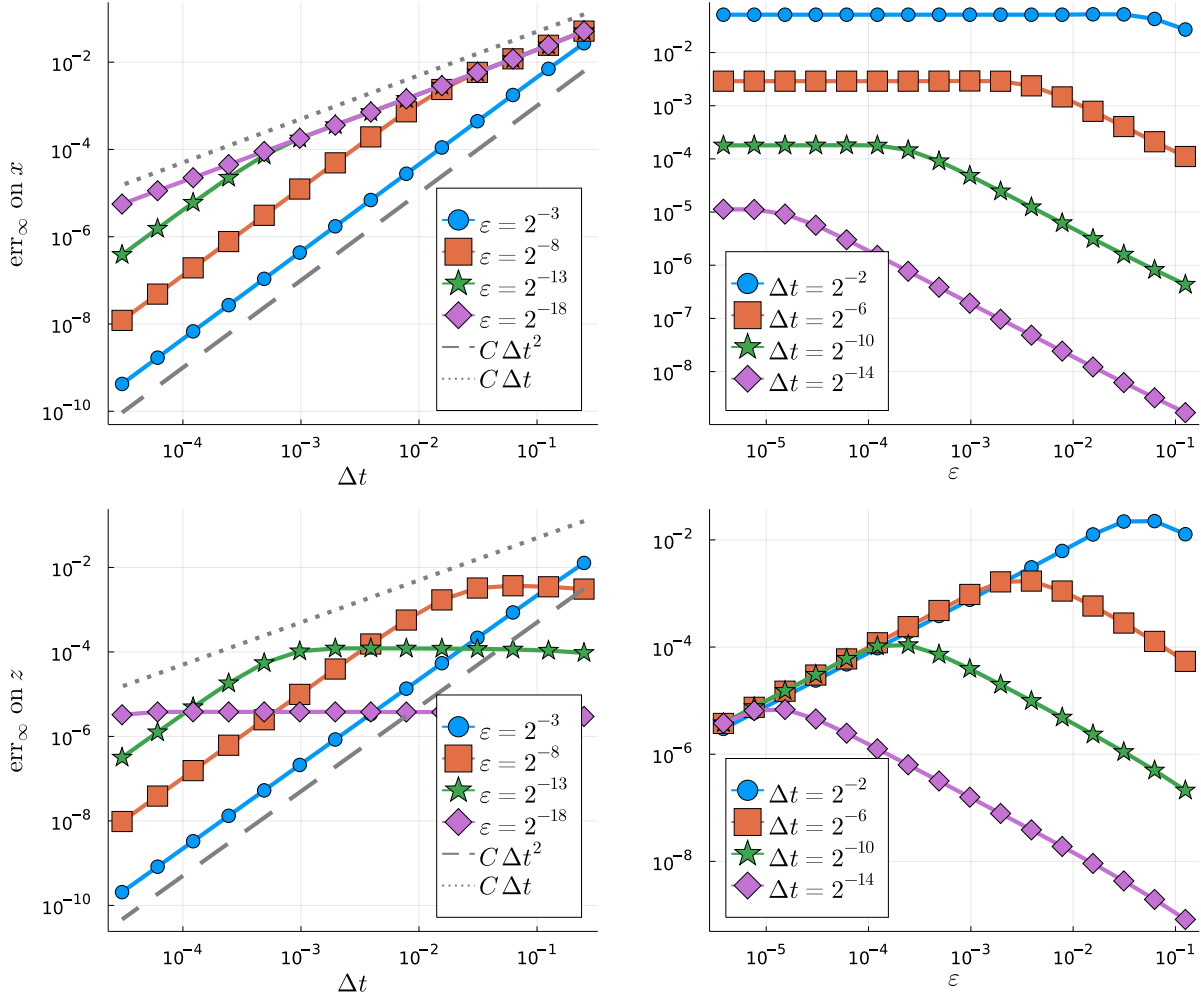 err∞ on x
10⁻²
10⁻⁴
10⁻⁶
10⁻⁸
10⁻¹⁰
ε = 2⁻³
ε = 2⁻⁸
ε = 2⁻¹³
ε = 2⁻¹⁸
C Δt²
C Δt
10⁻⁴ 10⁻³ 10⁻² 10⁻¹
Δt
10⁻²
10⁻³
10⁻⁴
10⁻⁵
10⁻⁶
10⁻⁷
10⁻⁸
Δt = 2⁻²
Δt = 2⁻⁶
Δt = 2⁻¹⁰
Δt = 2⁻¹⁴
10⁻⁵ 10⁻⁴ 10⁻³ 10⁻² 10⁻¹
ε
err∞ on z
10⁻²
10⁻⁴
10⁻⁶
10⁻⁸
10⁻¹⁰
ε = 2⁻³
ε = 2⁻⁸
ε = 2⁻¹³
ε = 2⁻¹⁸
C Δt²
C Δt
10⁻⁴ 10⁻³ 10⁻² 10⁻¹
Δt
10⁻²
10⁻⁴
10⁻⁶
10⁻⁸
Δt = 2⁻²
Δt = 2⁻⁶
Δt = 2⁻¹⁰
Δt = 2⁻¹⁴
10⁻⁵ 10⁻⁴ 10⁻³ 10⁻² 10⁻¹
ε